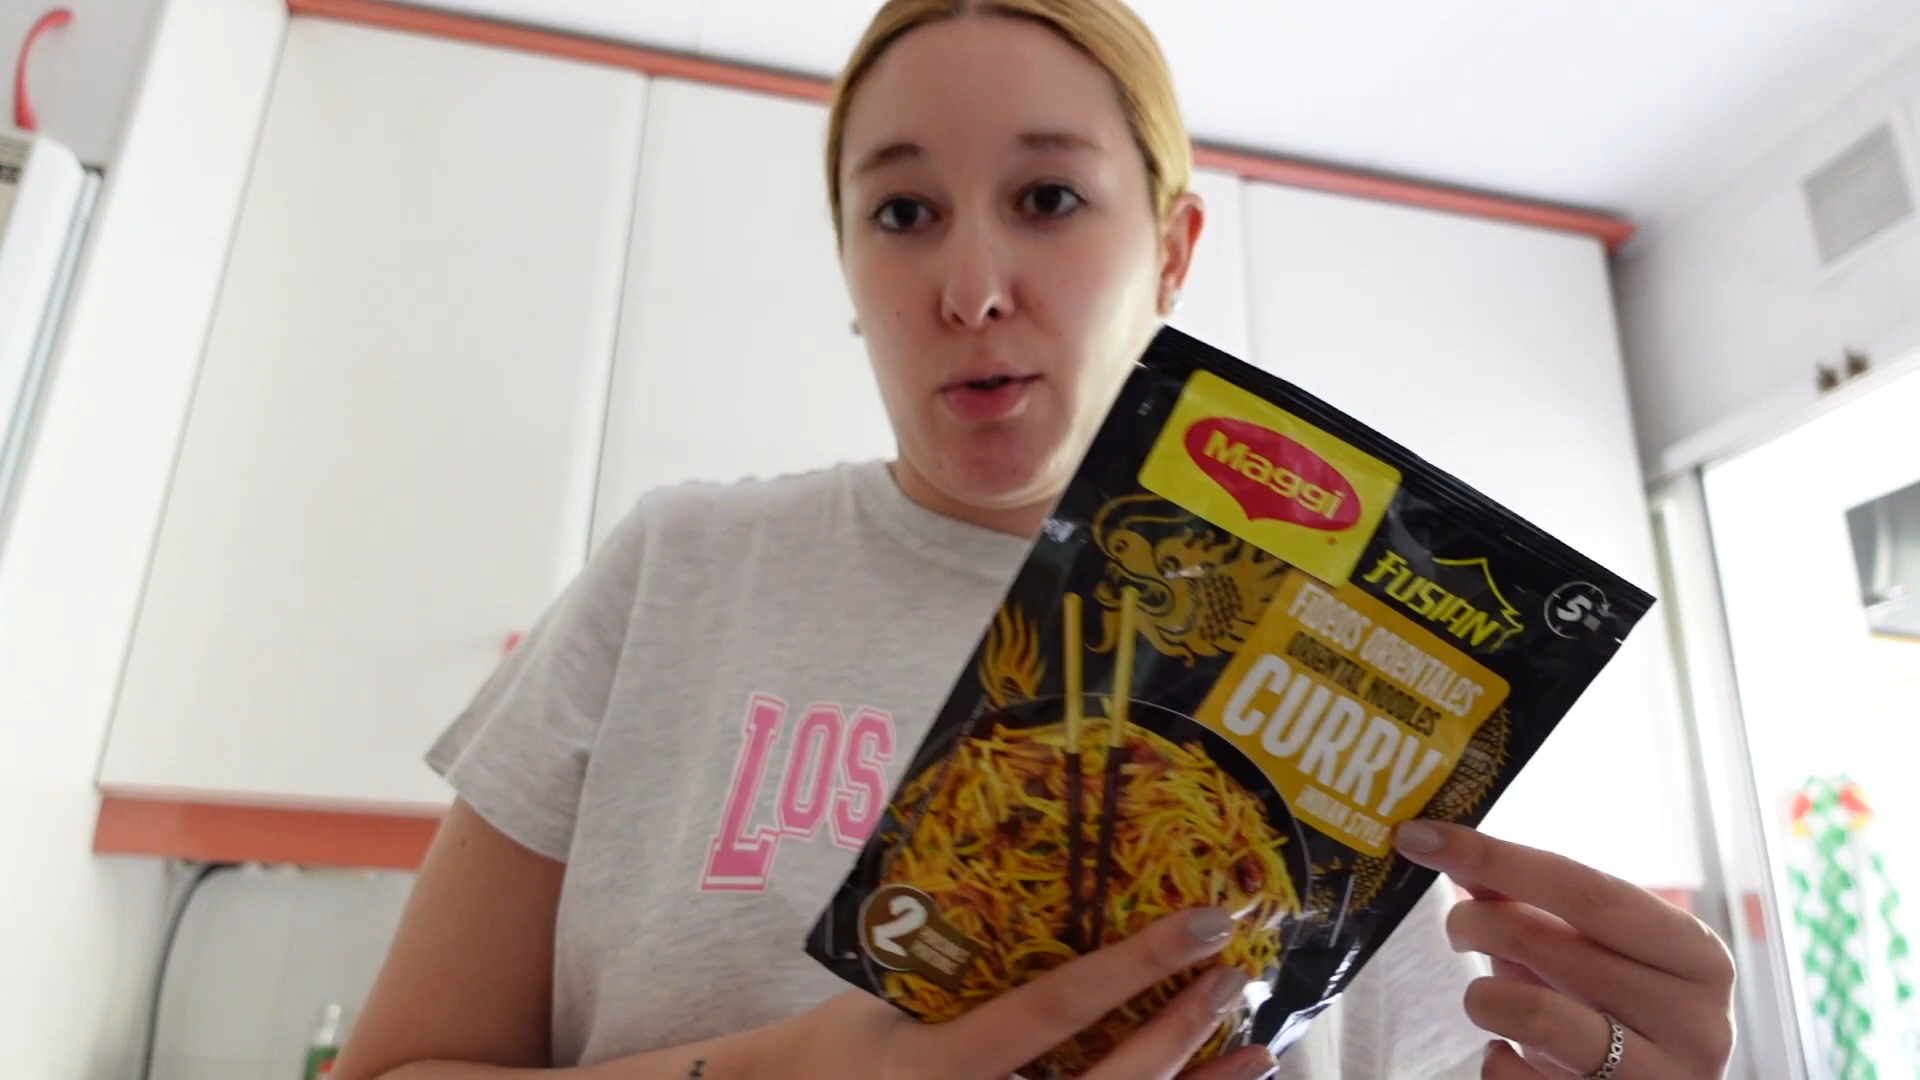 LOS
Maggi
FUSIAN
5
FIDEOS ORIENTALES
ORIENTAL NOODLES
CURRY
INDIAN STYLE
2